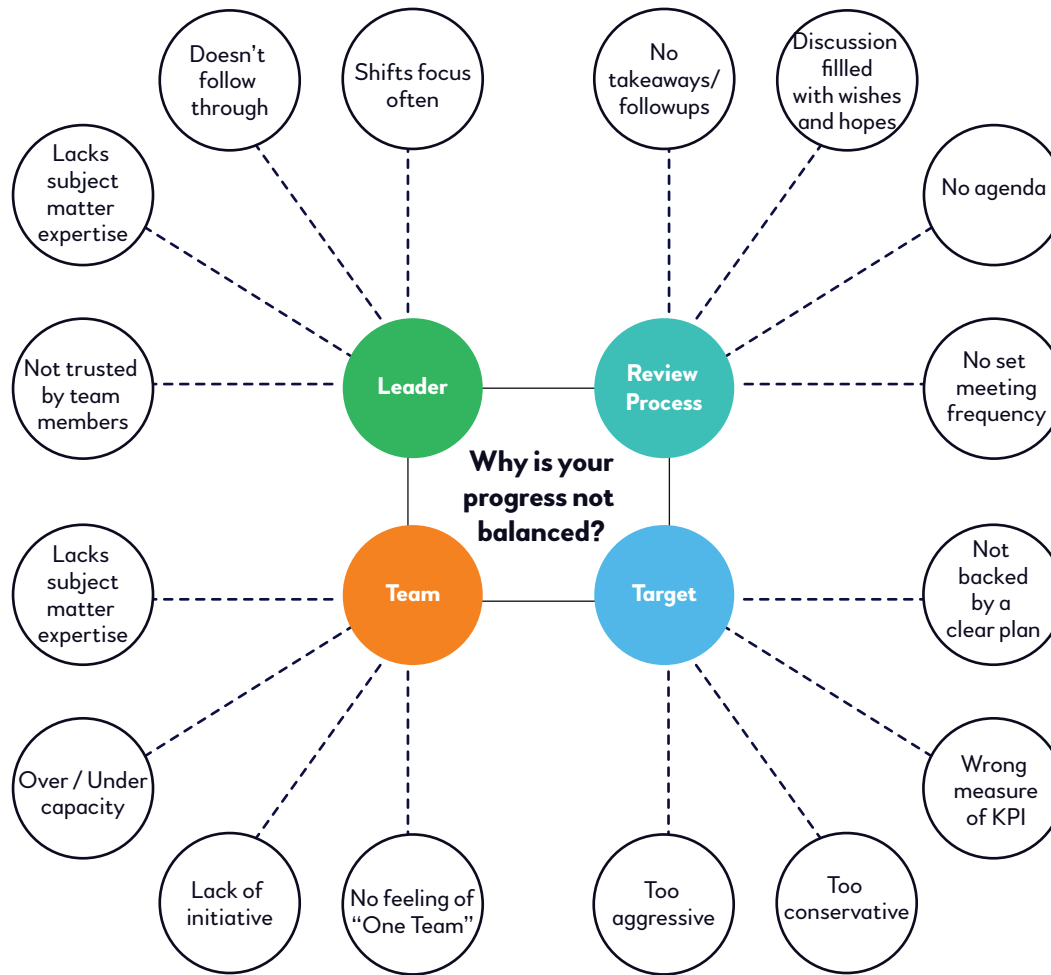 Doesn't
follow
through
Shifts focus
often
No
takeaways/
followups
Discussion
fillled
with wishes
and hopes
Lacks
subject
matter
expertise
No agenda
Not trusted
by team
members
Leader
Review
Process
No set
meeting
frequency
Why is your
progress not
balanced?
Lacks
subject
matter
expertise
Team
Target
Not
backed
by a
clear plan
Over / Under
capacity
Wrong
measure
of KPI
Lack of
initiative
No feeling of
“One Team”
Too
aggressive
Too
conservative